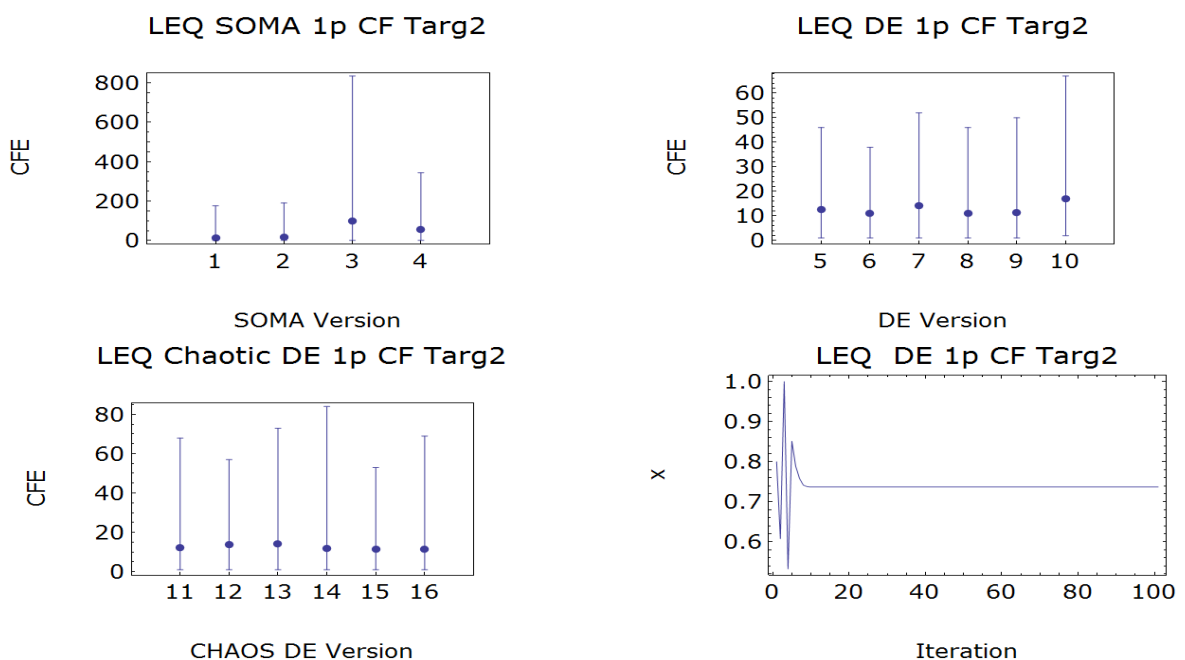 LEQ SOMA 1p CF Targ2
800
600
400
200
0
CFE
1 2 3 4
SOMA Version
LEQ DE 1p CF Targ2
60
50
40
30
20
10
0
CFE
5 6 7 8 9 10
DE Version
LEQ Chaotic DE 1p CF Targ2
80
60
40
20
0
CFE
11 12 13 14 15 16
CHAOS DE Version
LEQ DE 1p CF Targ2
1.0
0.9
0.8
0.7
0.6
x
0 20 40 60 80 100
Iteration